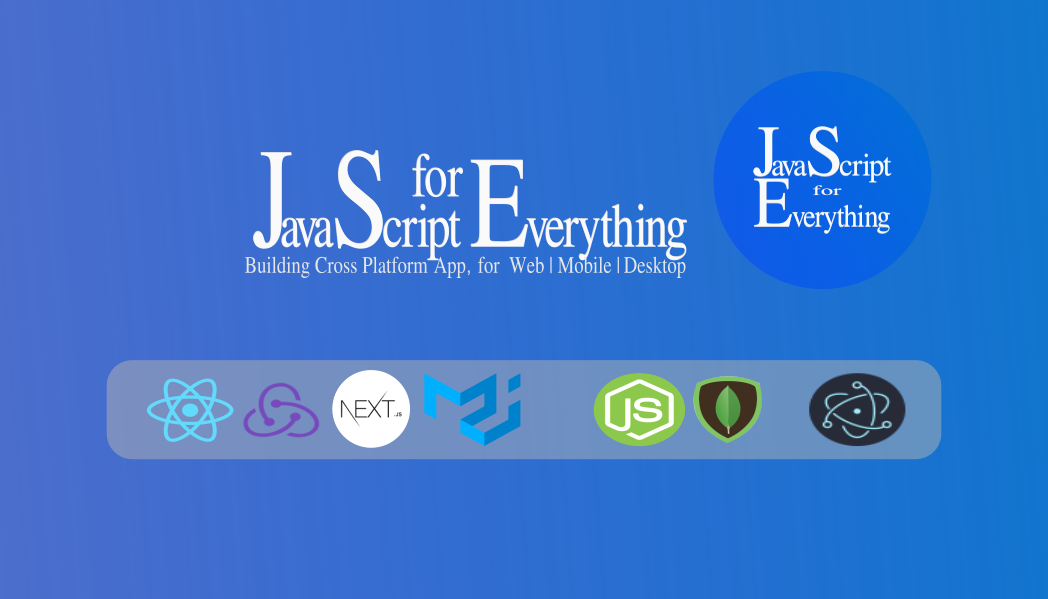 for
JavaScript Everything
Building Cross Platform App, for Web | Mobile | Desktop
JavaScript
for
Everything
NEXT.JS
JS